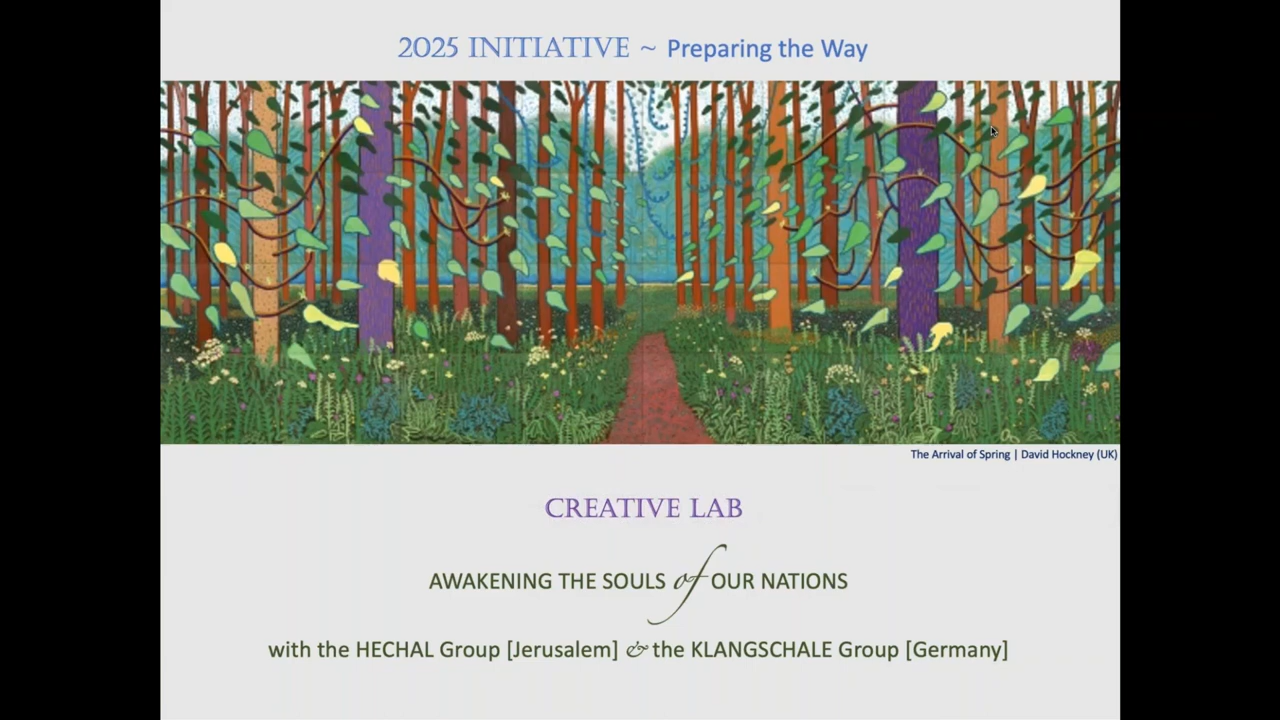 2025 INITIATIVE ~ Preparing the Way
The Arrival of Spring | David Hockney (UK)
CREATIVE LAB
AWAKENING THE SOULS of OUR NATIONS
with the HECHAL Group [Jerusalem] & the KLANGSCHALE Group [Germany]